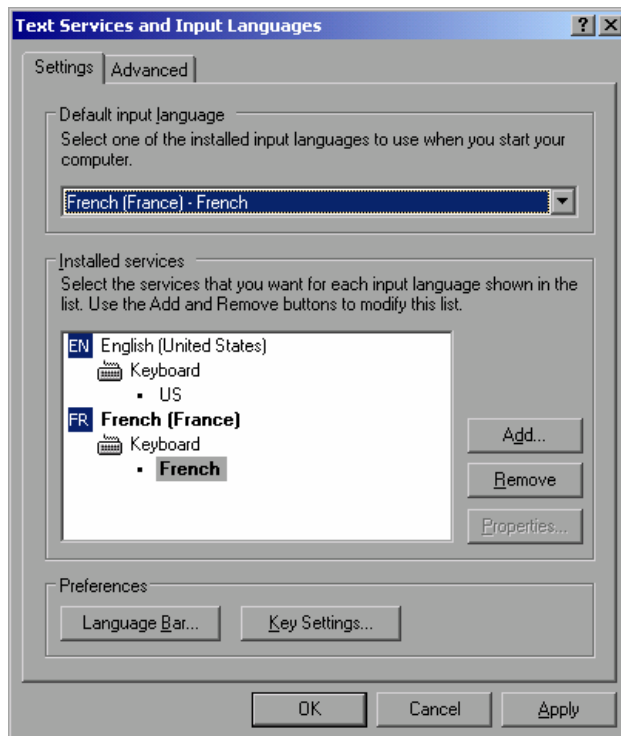 Text Services and Input Languages
Settings
Advanced
Default input language
Select one of the installed input languages to use when you start your
computer.
French (France) - French
Installed services
Select the services that you want for each input language shown in the
list. Use the Add and Remove buttons to modify this list.
EN English (United States)
Keyboard
• US
FR French (France)
Keyboard
• French
Add...
Remove
Properties...
Preferences
Language Bar...
Key Settings...
OK
Cancel
Apply